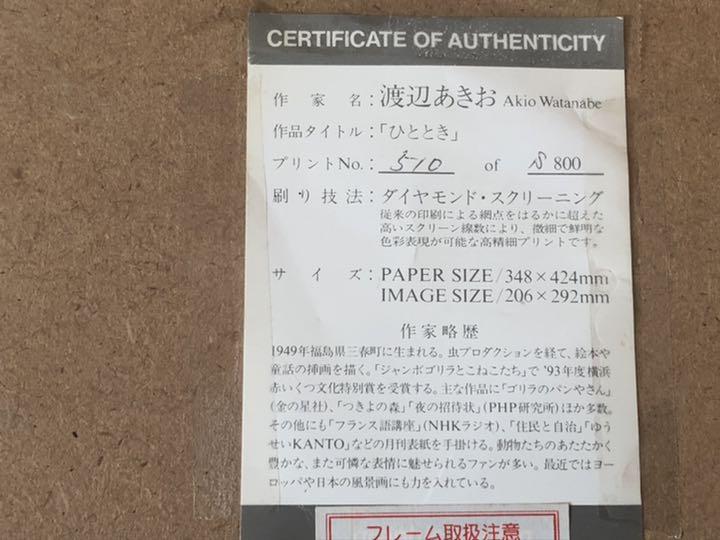 CERTIFICATE OF AUTHENTICITY
作家名：渡辺あきお Akio Watanabe
作品タイトル：「ひととき」
プリントNo.： 510 of 800
刷り技法：ダイヤモンド・スクリーニング
従来の印刷による網点をはるかに超えた
高いスクリーン線数により、微細で鮮明な
色彩表現が可能な高精細プリントです。
サイズ：PAPER SIZE/348×424mm
IMAGE SIZE/206×292mm
作家略歴
1949年福島県三春町に生まれる。虫プロダクションを経て、絵本や
童話の挿画を描く。「ジャンボゴリラとこねこたち」で'93年度横浜
赤いくつ文化特別賞を受賞する。主な作品に「ゴリラのパンやさん」
(金の星社)、「つきよの森」「夜の招待状」(PHP研究所)ほか多数。
その他にも「フランス語講座」(NHKラジオ)、「住民と自治」「ゆう
せいKANTO」などの月刊表紙を手掛ける。動物たちのあたたかく
豊かな、また可憐な表情に魅せられるファンが多い。最近ではヨー
ロッパや日本の風景画にも力を入れている。
フレーム取扱注意